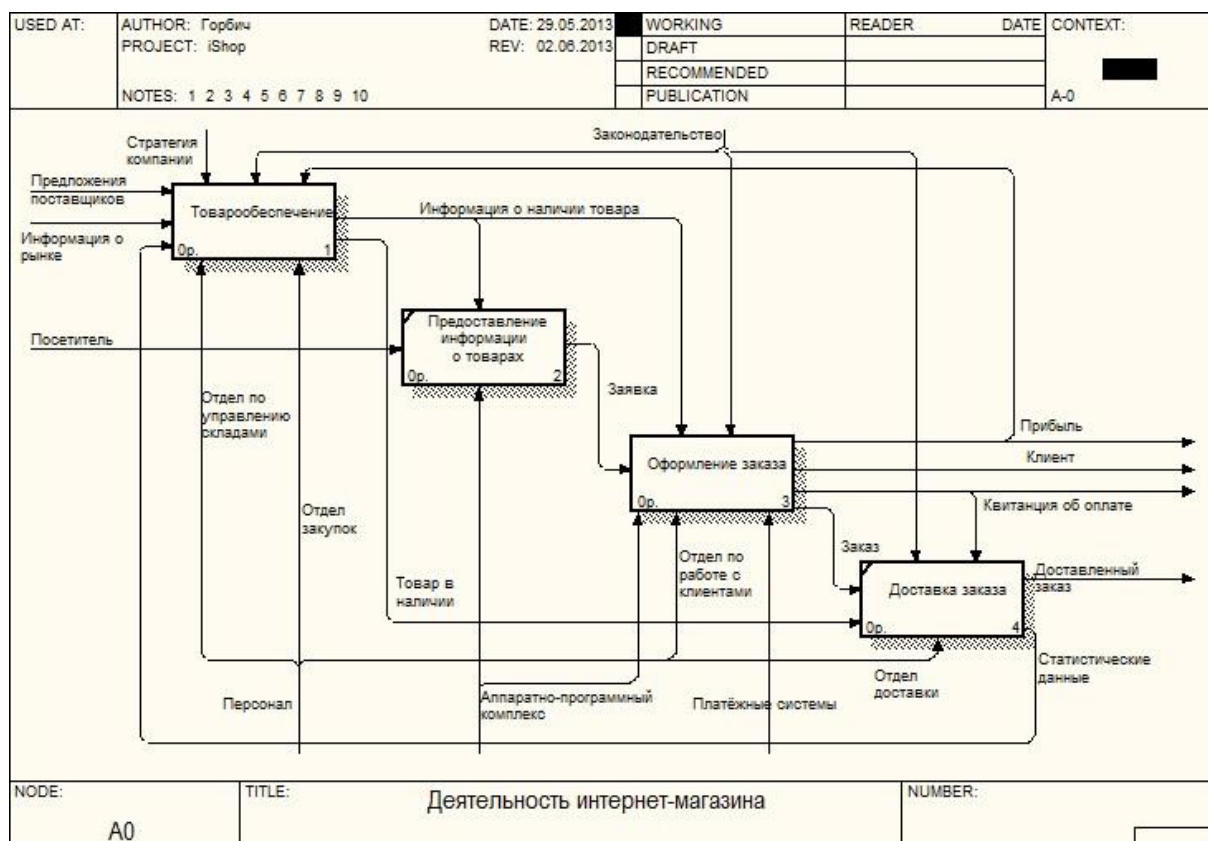 USED AT:
AUTHOR: Горбич
DATE: 29.05.2013
PROJECT: iShop
REV: 02.06.2013
NOTES: 1 2 3 4 5 6 7 8 9 10
WORKING
DRAFT
RECOMMENDED
PUBLICATION
READER
DATE
CONTEXT:
A-0
Стратегия
компании
Законодательство
Предложения
поставщиков
Информация о
рынке
Товарообеспечение
0р.
1
Информация о наличии товара
Посетитель
Предоставление
информации
о товарах
0р.
2
Заявка
Отдел по
управлению
складами
Оформление заказа
0р.
3
Прибыль
Клиент
Квитанция об оплате
Отдел
закупок
Товар в
наличии
Отдел по
работе с
клиентами
Заказ
Доставка заказа
0р.
4
Доставленный
заказ
Статистические
данные
Отдел
доставки
Персонал
Аппаратно-программный
комплекс
Платёжные системы
NODE:
A0
TITLE:
Деятельность интернет-магазина
NUMBER: